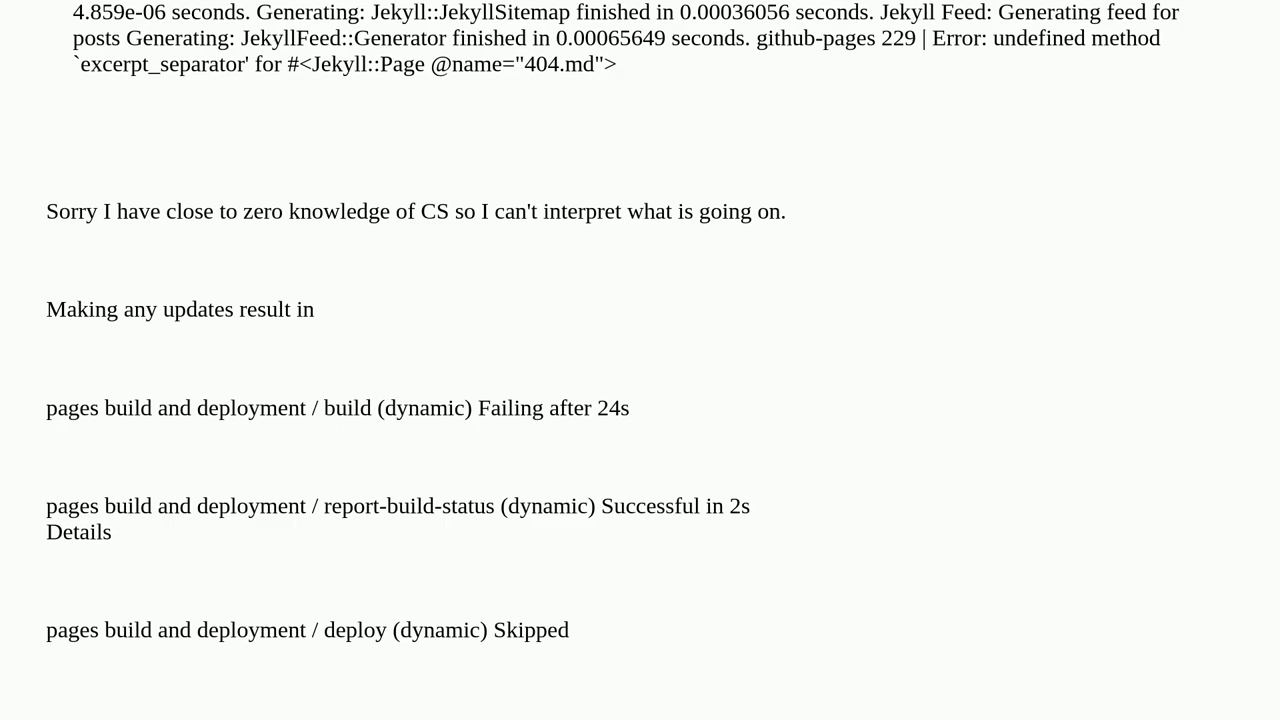 4.859e-06 seconds. Generating: Jekyll::JekyllSitemap finished in 0.00036056 seconds. Jekyll Feed: Generating feed for
posts Generating: JekyllFeed::Generator finished in 0.00065649 seconds. github-pages 229 | Error: undefined method
`excerpt_separator' for #<Jekyll::Page @name="404.md">
Sorry I have close to zero knowledge of CS so I can't interpret what is going on.
Making any updates result in
pages build and deployment / build (dynamic) Failing after 24s
pages build and deployment / report-build-status (dynamic) Successful in 2s
Details
pages build and deployment / deploy (dynamic) Skipped